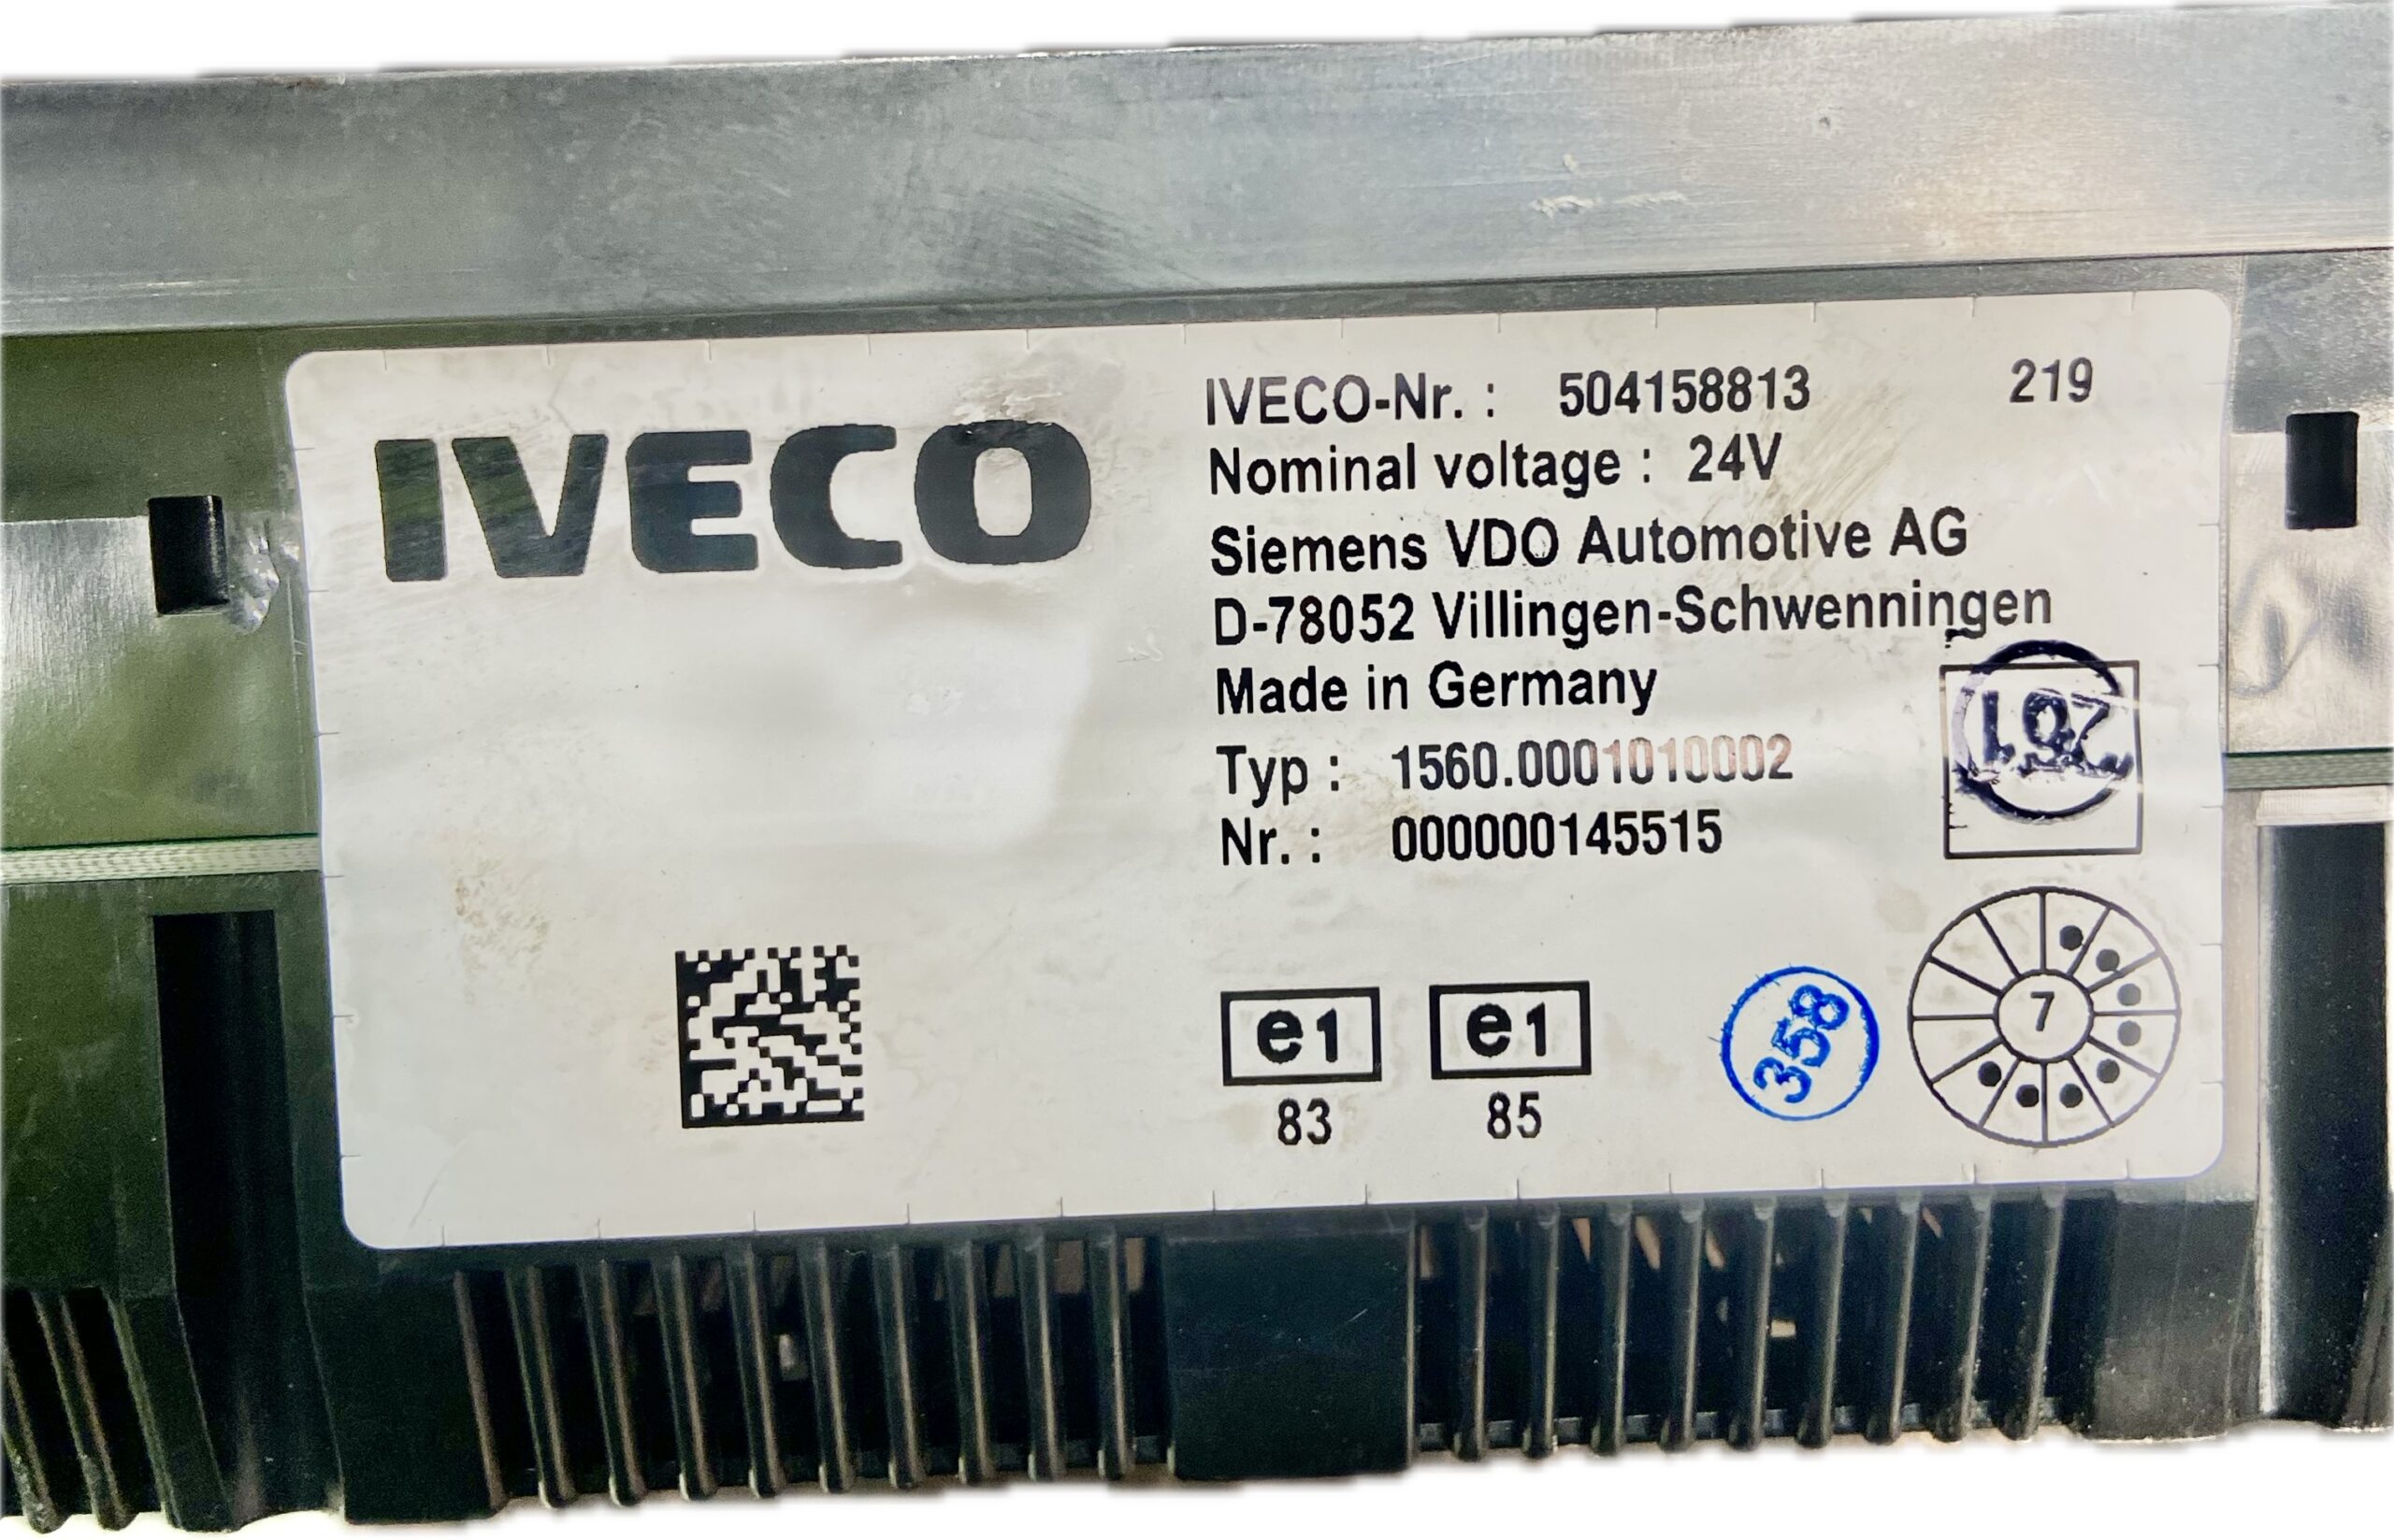 IVECO
IVECO-Nr. : 504158813 219
Nominal voltage : 24V
Siemens VDO Automotive AG
D-78052 Villingen-Schwenningen
Made in Germany
Typ : 1560.0001010002
Nr. : 000000145515
e1 e1
83 85
358
7